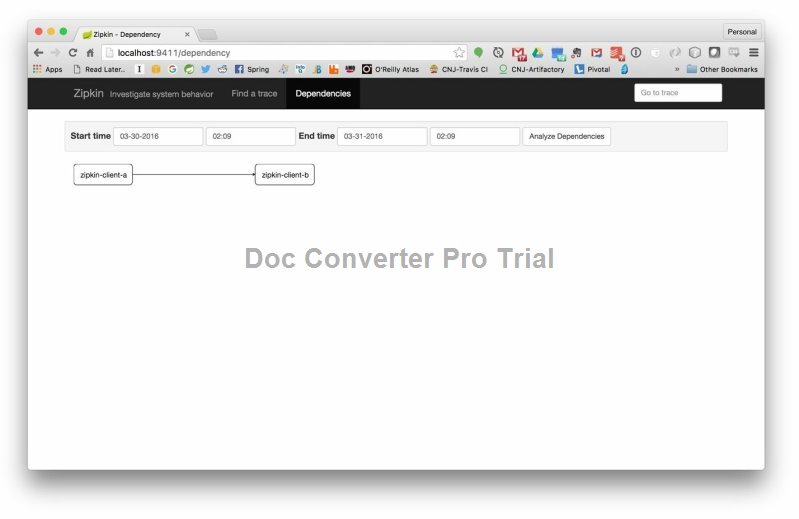 Zipkin - Dependency
Personal
localhost:9411/dependency
Apps Read Later.. Spring O'Reilly Atlas CNJ-Travis CI CNJ-Artifactory Pivotal » Other Bookmarks
Zipkin Investigate system behavior Find a trace Dependencies Go to trace
Start time 03-30-2016 02:09 End time 03-31-2016 02:09 Analyze Dependencies
zipkin-client-a zipkin-client-b
Doc Converter Pro Trial